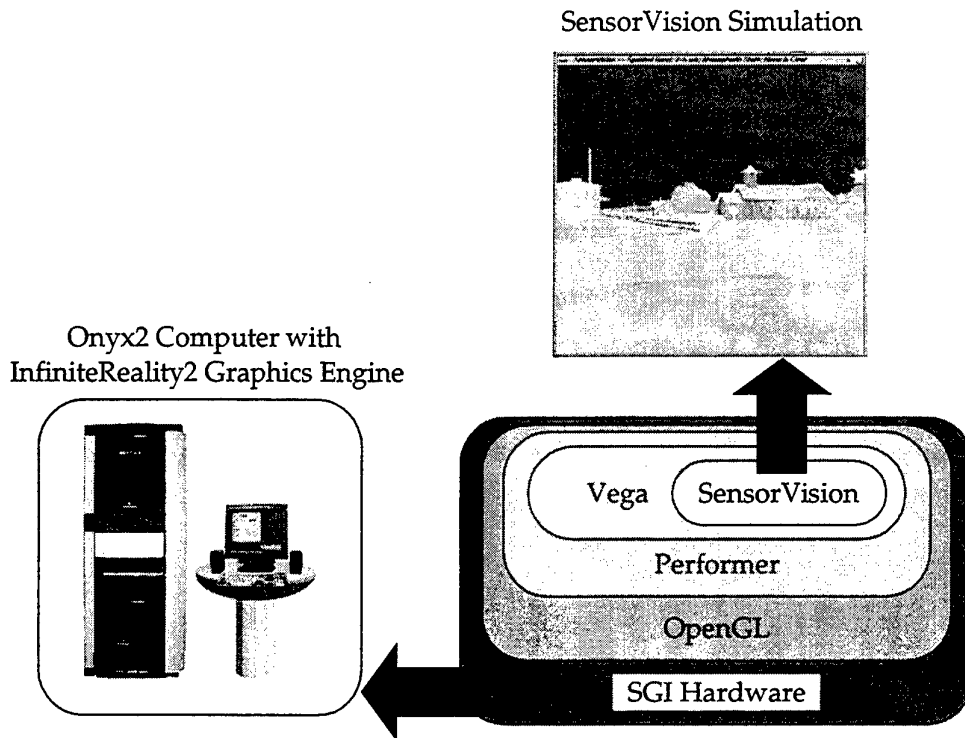 SensorVision Simulation
Onyx2 Computer with
InfiniteReality2 Graphics Engine
Vega
SensorVision
Performer
OpenGL
SGI Hardware